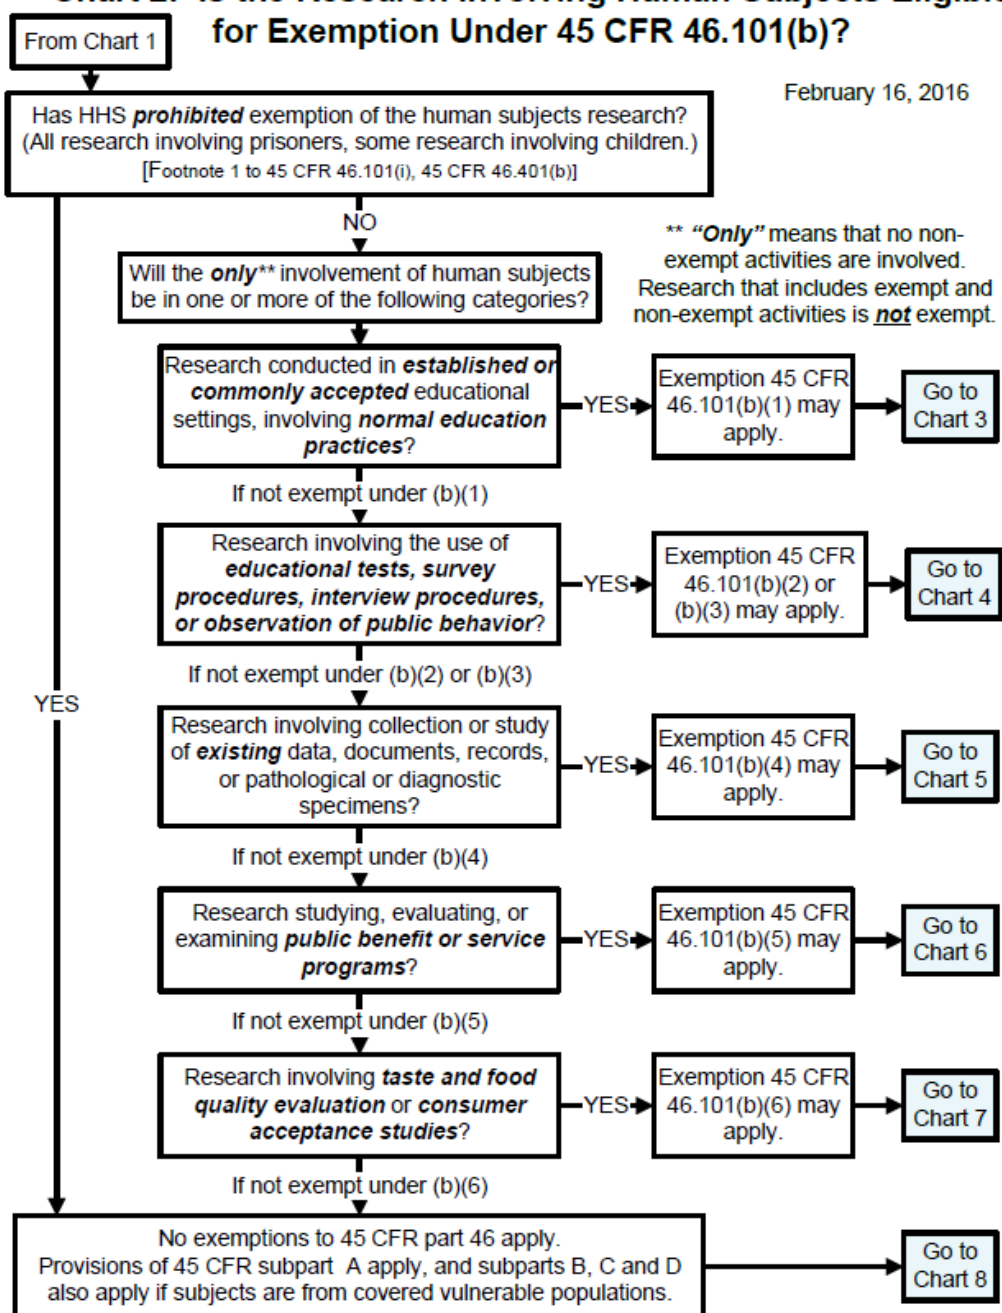 for Exemption Under 45 CFR 46.101(b)?
From Chart 1
February 16, 2016
Has HHS prohibited exemption of the human subjects research?
(All research involving prisoners, some research involving children.)
[Footnote 1 to 45 CFR 46.101(i), 45 CFR 46.401(b)]
NO
** "Only" means that no non-
exempt activities are involved.
Research that includes exempt and
non-exempt activities is not exempt.
Will the only** involvement of human subjects
be in one or more of the following categories?
Research conducted in established or
commonly accepted educational
settings, involving normal education
practices?
YES
Exemption 45 CFR
46.101(b)(1) may
apply.
Go to
Chart 3
If not exempt under (b)(1)
Research involving the use of
educational tests, survey
procedures, interview procedures,
or observation of public behavior?
YES
Exemption 45 CFR
46.101(b)(2) or
(b)(3) may apply.
Go to
Chart 4
If not exempt under (b)(2) or (b)(3)
YES
Research involving collection or study
of existing data, documents, records,
or pathological or diagnostic
specimens?
YES
Exemption 45 CFR
46.101(b)(4) may
apply.
Go to
Chart 5
If not exempt under (b)(4)
Research studying, evaluating, or
examining public benefit or service
programs?
YES
Exemption 45 CFR
46.101(b)(5) may
apply.
Go to
Chart 6
If not exempt under (b)(5)
Research involving taste and food
quality evaluation or consumer
acceptance studies?
YES
Exemption 45 CFR
46.101(b)(6) may
apply.
Go to
Chart 7
If not exempt under (b)(6)
No exemptions to 45 CFR part 46 apply.
Provisions of 45 CFR subpart A apply, and subparts B, C and D
also apply if subjects are from covered vulnerable populations.
Go to
Chart 8